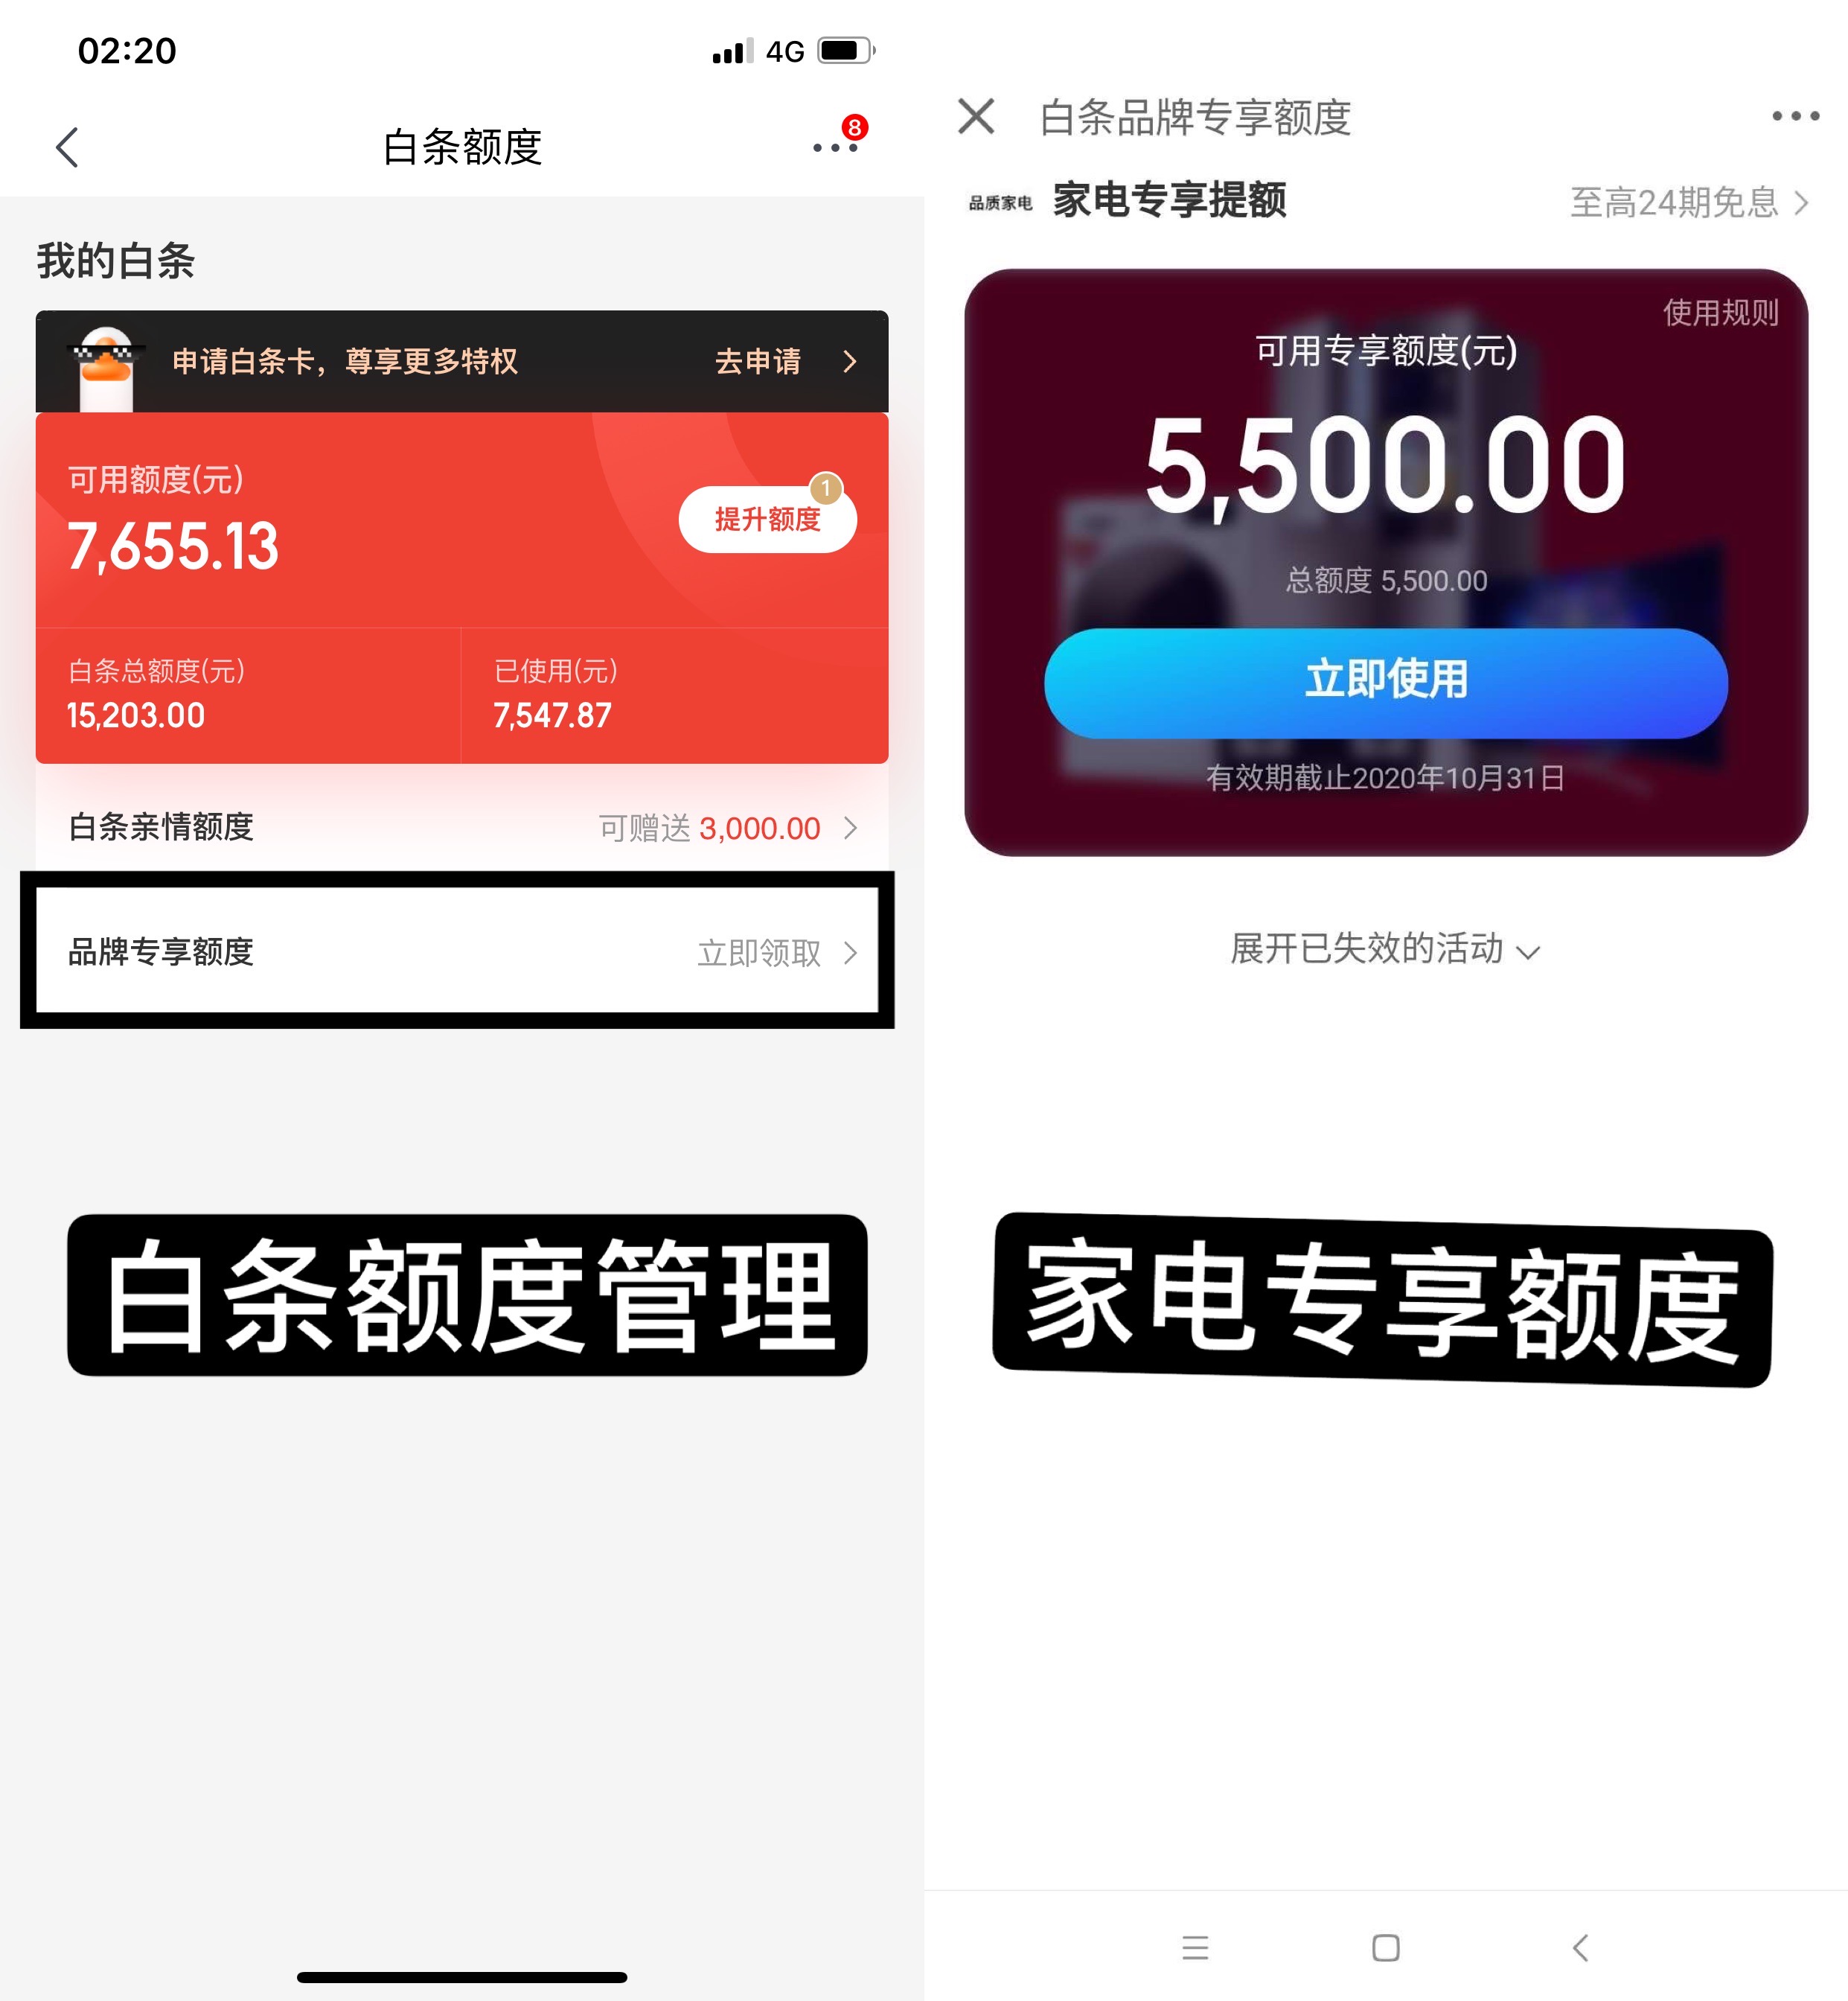 02:20
4G
白条额度
8
我的白条
申请白条卡，尊享更多特权 去申请
可用额度(元)
7,655.13
1
提升额度
白条总额度(元) 已使用(元)
15,203.00 7,547.87
白条亲情额度 可赠送 3,000.00
品牌专享额度 立即领取
白条额度管理
白条品牌专享额度
品质家电 家电专享提额 至高24期免息
使用规则
可用专享额度(元)
5,500.00
总额度 5,500.00
立即使用
有效期截止2020年10月31日
展开已失效的活动
家电专享额度